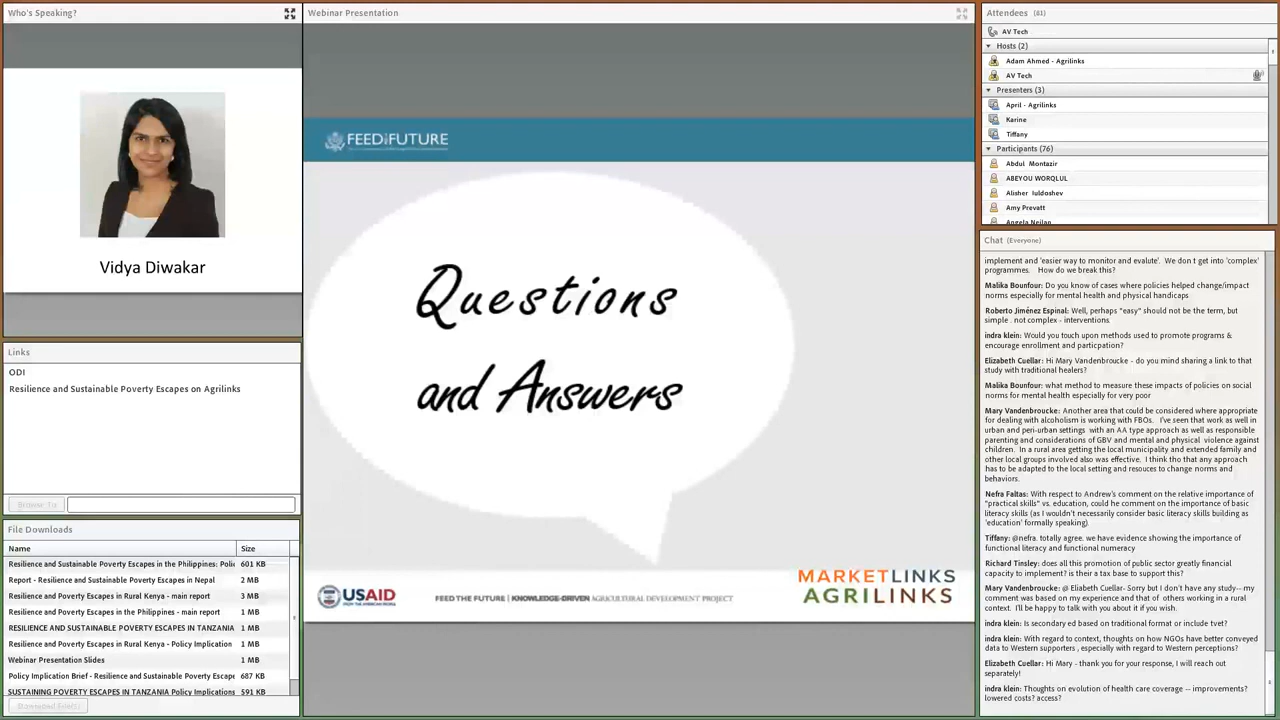 Who's Speaking?
Vidya Diwakar
Links
ODI
Resilience and Sustainable Poverty Escapes on Agrilinks
Browse To
File Downloads
Name Size
Resilience and Sustainable Poverty Escapes in the Philippines: Polic 601 KB
Report - Resilience and Sustainable Poverty Escapes in Nepal 2 MB
Resilience and Poverty Escapes in Rural Kenya - main report 3 MB
Resilience and Poverty Escapes in the Philippines - main report 1 MB
RESILIENCE AND SUSTAINABLE POVERTY ESCAPES IN TANZANIA 1 MB
Resilience and Poverty Escapes in Rural Kenya - Policy Implication 1 MB
Webinar Presentation Slides 1 MB
Policy Implication Brief - Resilience and Sustainable Poverty Escape 687 KB
SUSTAINING POVERTY ESCAPES IN TANZANIA Policy Implications 591 KB
Download File(s)
Webinar Presentation
FEED THE FUTURE
Questions
and Answers
USAID
FROM THE AMERICAN PEOPLE
FEED THE FUTURE | KNOWLEDGE-DRIVEN AGRICULTURAL DEVELOPMENT PROJECT
MARKETLINKS
AGRILINKS
Attendees (81)
AV Tech
Hosts (2)
Adam Ahmed - Agrilinks
AV Tech
Presenters (3)
April - Agrilinks
Karine
Tiffany
Participants (76)
Abdul Montazir
ABEYOU WORQLUL
Alisher Iuldoshev
Amy Prevatt
Angela Neilan
Chat (Everyone)
implement and 'easier way to monitor and evalute'. We don t get into 'complex'
programmes. How do we break this?
Malika Bounfour: Do you know of cases where policies helped change/impact
norms especially for mental health and physical handicaps
Roberto Jiménez Espinal: Well, perhaps "easy" should not be the term, but
simple . not complex - interventions.
indra klein: Would you touch upon methods used to promote programs &
encourage enrollment and particpation?
Elizabeth Cuellar: Hi Mary Vandenbroucke - do you mind sharing a link to that
study with traditional healers?
Malika Bounfour: what method to measure these impacts of policies on social
norms for mental health especially for very poor
Mary Vandenbroucke: Another area that could be considered where appropriate
for dealing with alcoholism is working with FBOs. I've seen that work as well in
urban and peri-urban settings with an AA type approach as well as responsible
parenting and considerations of GBV and mental and physical violence against
children. In a rural area getting the local municipality and extended family and
other local groups involved also was effective. I think tho that any approach
has to be adapted to the local setting and resouces to change norms and
behaviors.
Nefra Faltas: With respect to Andrew's comment on the relative importance of
"practical skills" vs. education, could he comment on the importance of basic
literacy skills (as I wouldn't necessarily consider basic literacy skills building as
'education' formally speaking).
Tiffany: @nefra. totally agree. we have evidence showing the importance of
functional literacy and functional numeracy
Richard Tinsley: does all this promotion of public sector greatly financial
capacity to implement? is their a tax base to support this?
Mary Vandenbroucke: @ Eliabeth Cuellar- Sorry but I don't have any study-- my
comment was based on my experience and that of others working in a rural
context. I'll be happy to talk with you about it if you wish.
indra klein: Is secondary ed based on traditional format or include tvet?
indra klein: With regard to context, thoughts on how NGOs have better conveyed
data to Western supporters , especially with regard to Western perceptions?
Elizabeth Cuellar: Hi Mary - thank you for your response, I will reach out
separately!
indra klein: Thoughts on evolution of health care coverage -- improvements?
lowered costs? access?